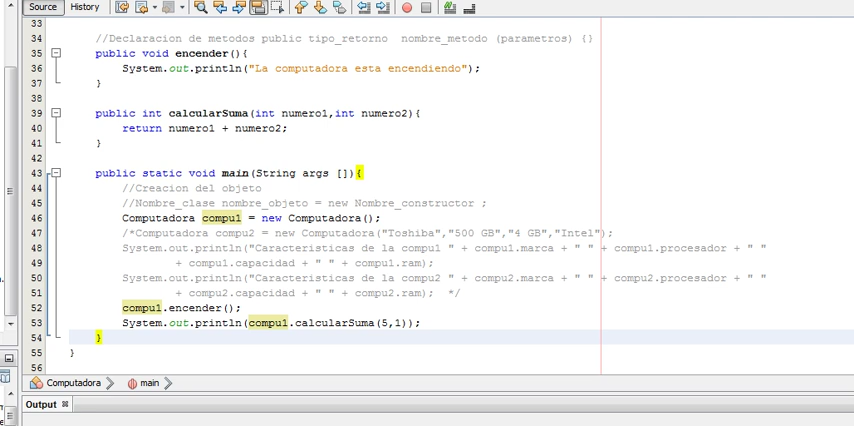 Source History
33
34 //Declaracion de metodos public tipo_retorno  nombre_metodo (parametros) {}
35 public void encender(){
36 System.out.println("La computadora esta encendiendo");
37 }
38
39 public int calcularSuma(int numero1,int numero2){
40 return numero1 + numero2;
41 }
42
43 public static void main(String args []){
44 //Creacion del objeto
45 //Nombre_clase nombre_objeto = new Nombre_constructor ;
46 Computadora compu1 = new Computadora();
47 /*Computadora compu2 = new Computadora("Toshiba","500 GB","4 GB","Intel");
48 System.out.println("Caracteristicas de la compu1 " + compu1.marca + " " + compu1.procesador + " "
49 + compu1.capacidad + " " + compu1.ram);
50 System.out.println("Caracteristicas de la compu2 " + compu2.marca + " " + compu2.procesador + " "
51 + compu2.capacidad + " " + compu2.ram);  */
52 compu1.encender();
53 System.out.println(compu1.calcularSuma(5,1));
54 }
55 }
56
Computadora main
Output